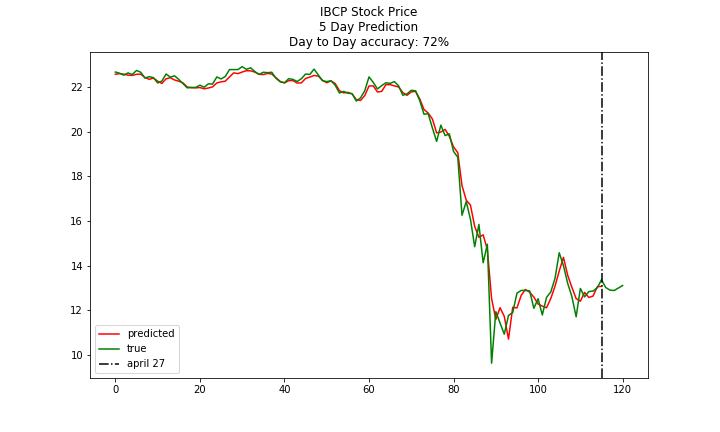 IBCP Stock Price
5 Day Prediction
Day to Day accuracy: 72%
22
20
18
16
14
12
10
predicted
true
april 27
0
20
40
60
80
100
120